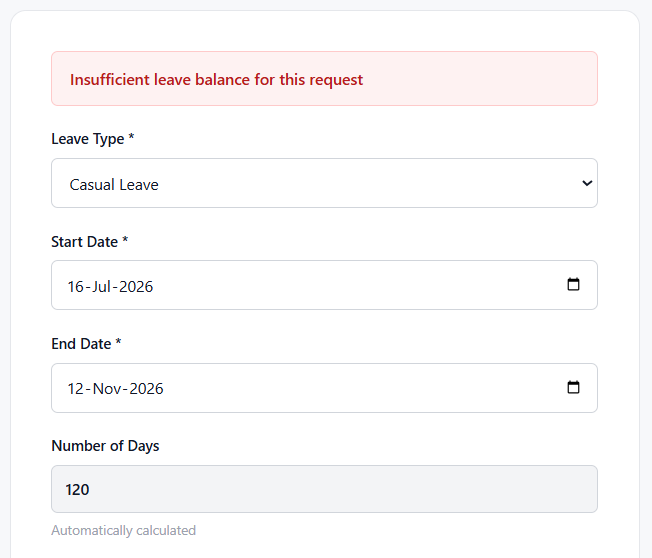 Insufficient leave balance for this request
Leave Type *
Casual Leave
Start Date *
16-Jul-2026
End Date *
12-Nov-2026
Number of Days
120
Automatically calculated